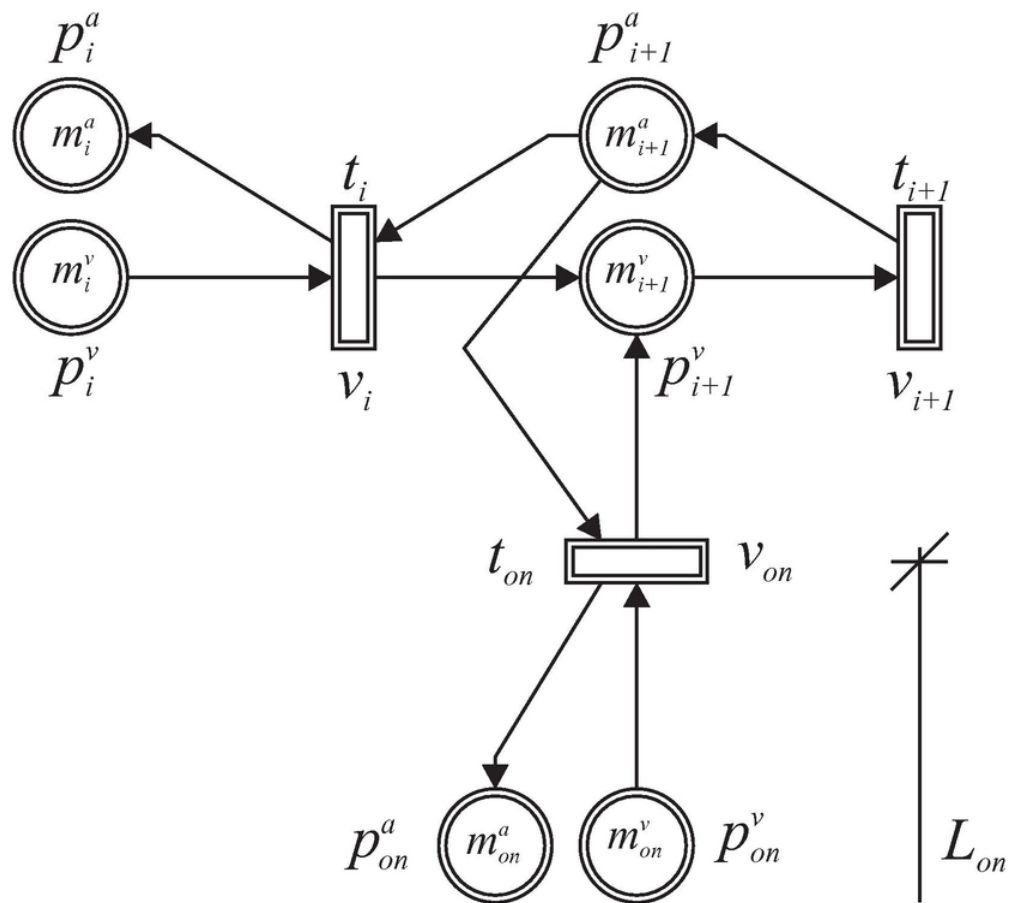 p_i^a p_{i+1}^a
m_i^a m_{i+1}^a
t_i t_{i+1}
m_i^v m_{i+1}^v
p_i^v v_i p_{i+1}^v v_{i+1}
t_{on} v_{on}
p_{on}^a m_{on}^a m_{on}^v p_{on}^v L_{on}